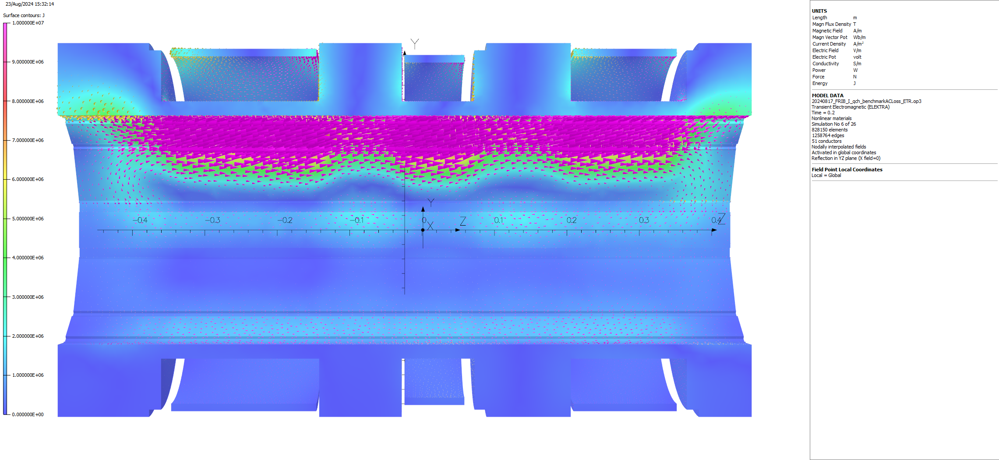 23/Aug/2024 15:32:14
Surface contours: J
1.000000E+07
9.000000E+06
8.000000E+06
7.000000E+06
6.000000E+06
5.000000E+06
4.000000E+06
3.000000E+06
2.000000E+06
1.000000E+06
0.000000E+00
Y
Y
-0.4 -0.3 -0.2 -0.1 0 0.1 0.2 0.3 0.4
X Z Z
UNITS
Length m
Magn Flux Density T
Magnetic Field A/m
Magn Vector Pot Wb/m
Current Density A/m²
Electric Field V/m
Electric Pot volt
Conductivity S/m
Power W
Force N
Energy J
MODEL DATA
20240817_FRIB_I_qch_benchmarkACLoss_ETR.op3
Transient Electromagnetic (ELEKTRA)
Time = 0.2
Nonlinear materials
Simulation No 6 of 26
828150 elements
1258764 edges
51 conductors
Nodally interpolated fields
Activated in global coordinates
Reflection in YZ plane (X field=0)
Field Point Local Coordinates
Local = Global